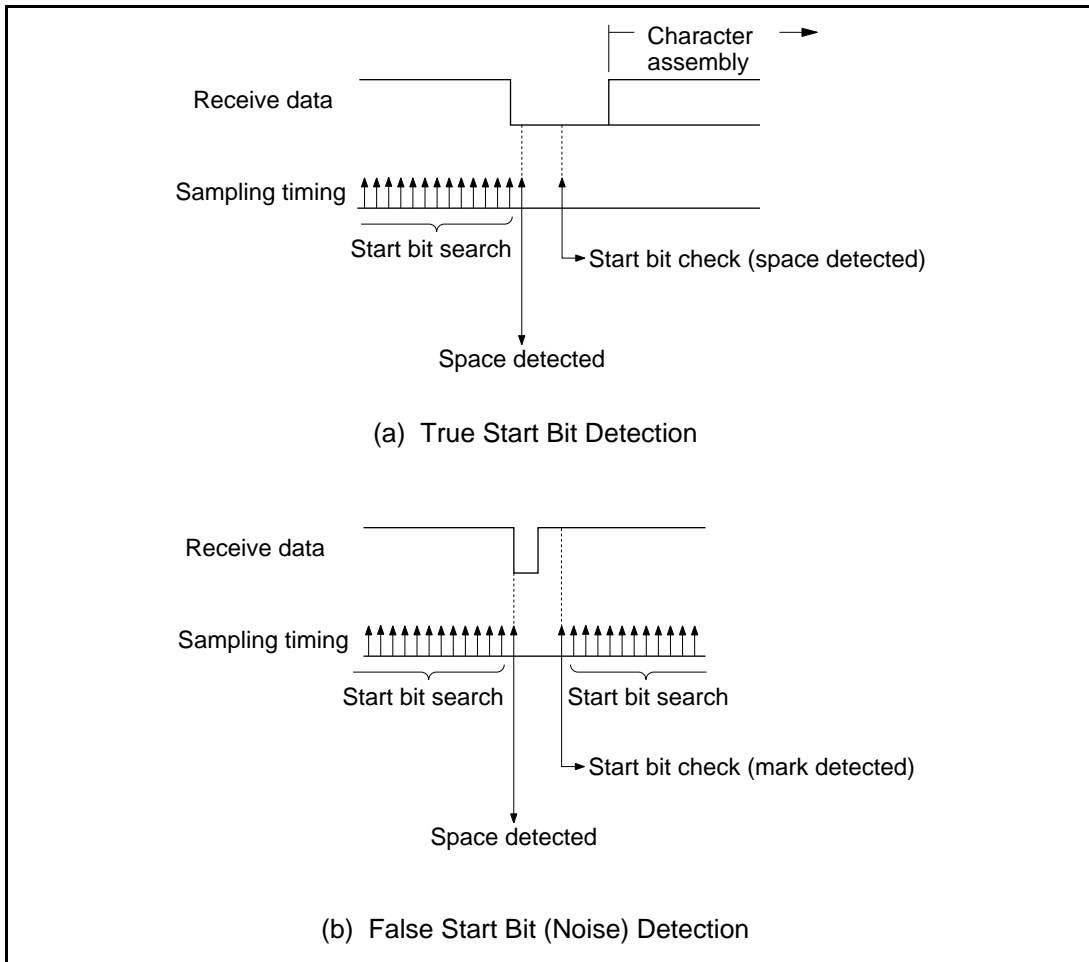 Character
assembly
Receive data
Sampling timing
Start bit search
Start bit check (space detected)
Space detected
(a) True Start Bit Detection
Receive data
Sampling timing
Start bit search
Start bit search
Start bit check (mark detected)
Space detected
(b) False Start Bit (Noise) Detection